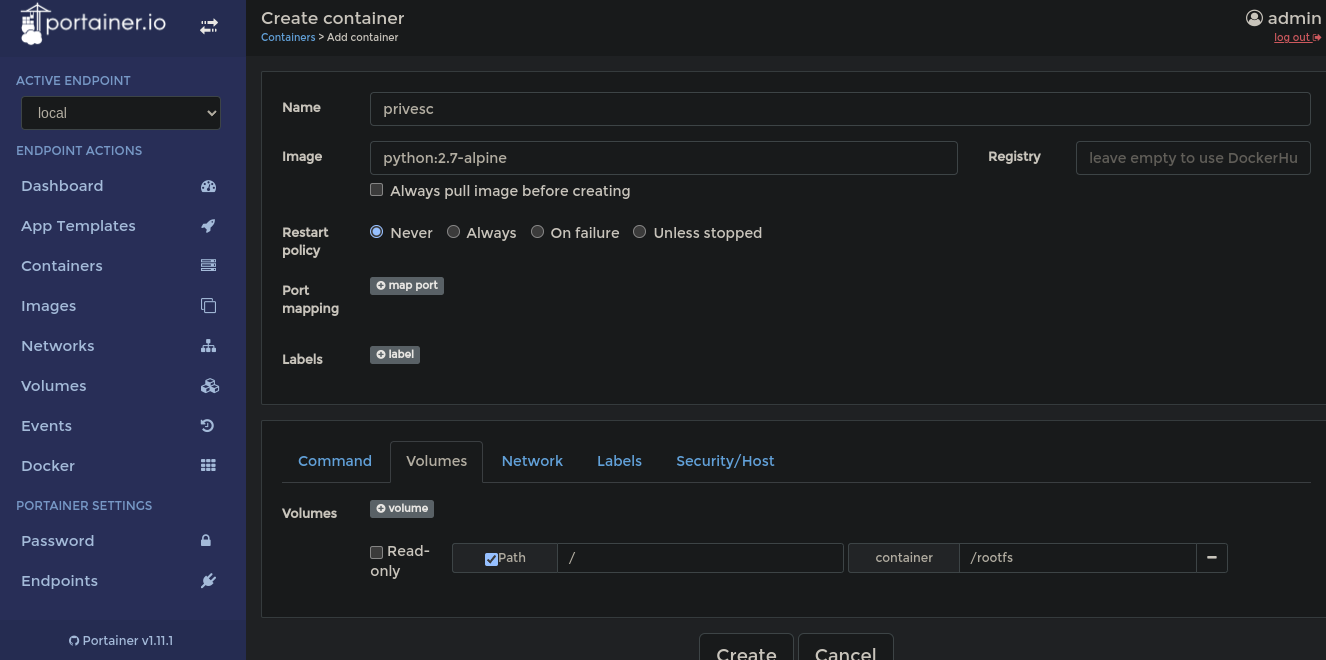 portainer.io
Create container
admin
Containers > Add container
log out
ACTIVE ENDPOINT
local
ENDPOINT ACTIONS
Dashboard
App Templates
Containers
Images
Networks
Volumes
Events
Docker
PORTAINER SETTINGS
Password
Endpoints
Portainer v1.11.1
Name
privesc
Image
python:2.7-alpine
Registry
leave empty to use DockerHu
Always pull image before creating
Restart
policy
Never
Always
On failure
Unless stopped
Port
mapping
map port
Labels
label
Command
Volumes
Network
Labels
Security/Host
Volumes
volume
Read-
only
Path
/
container
/rootfs
Create
Cancel